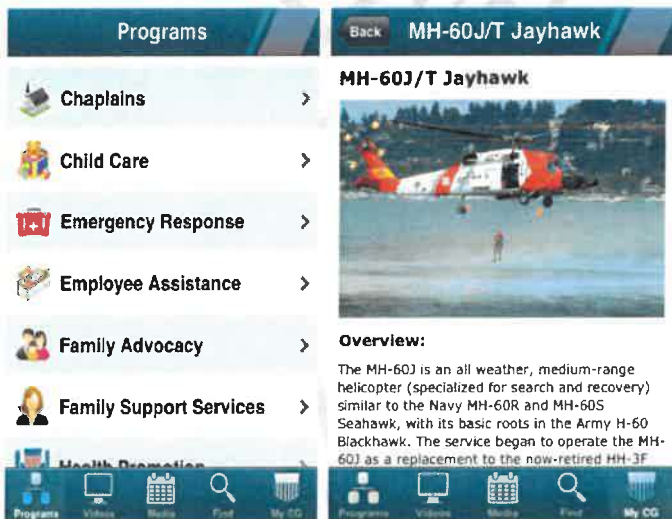 Programs
Chaplains
Child Care
Emergency Response
Employee Assistance
Family Advocacy
Family Support Services
Health Promotion
Programs Videos Media Find My CG
Back MH-60J/T Jayhawk
MH-60J/T Jayhawk
Overview:
The MH-60J is an all weather, medium-range
helicopter (specialized for search and recovery)
similar to the Navy MH-60R and MH-60S
Seahawk, with its basic roots in the Army H-60
Blackhawk. The service began to operate the MH-
60J as a replacement to the now-retired HH-3F
Programs Videos Media Find My CG